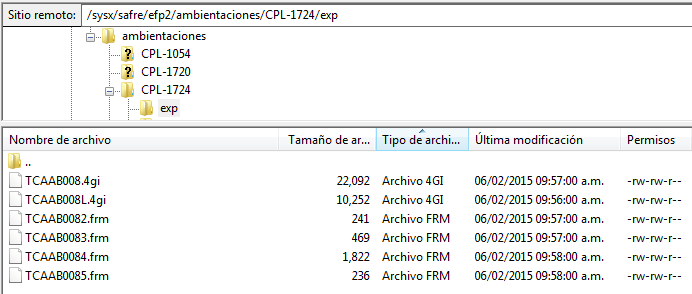 Sitio remoto: /sysx/safre/efp2/ambientaciones/CPL-1724/exp
ambientaciones
CPL-1054
CPL-1720
CPL-1724
exp
Nombre de archivo Tamaño de ar... Tipo de archi... Última modificación Permisos
..
TCAAB008.4gi 22,092 Archivo 4GI 06/02/2015 09:57:00 a.m. -rw-rw-r--
TCAAB008L.4gi 10,252 Archivo 4GI 06/02/2015 09:56:00 a.m. -rw-rw-r--
TCAAB0082.frm 241 Archivo FRM 06/02/2015 09:57:00 a.m. -rw-rw-r--
TCAAB0083.frm 469 Archivo FRM 06/02/2015 09:57:00 a.m. -rw-rw-r--
TCAAB0084.frm 1,822 Archivo FRM 06/02/2015 09:58:00 a.m. -rw-rw-r--
TCAAB0085.frm 236 Archivo FRM 06/02/2015 09:58:00 a.m. -rw-rw-r--